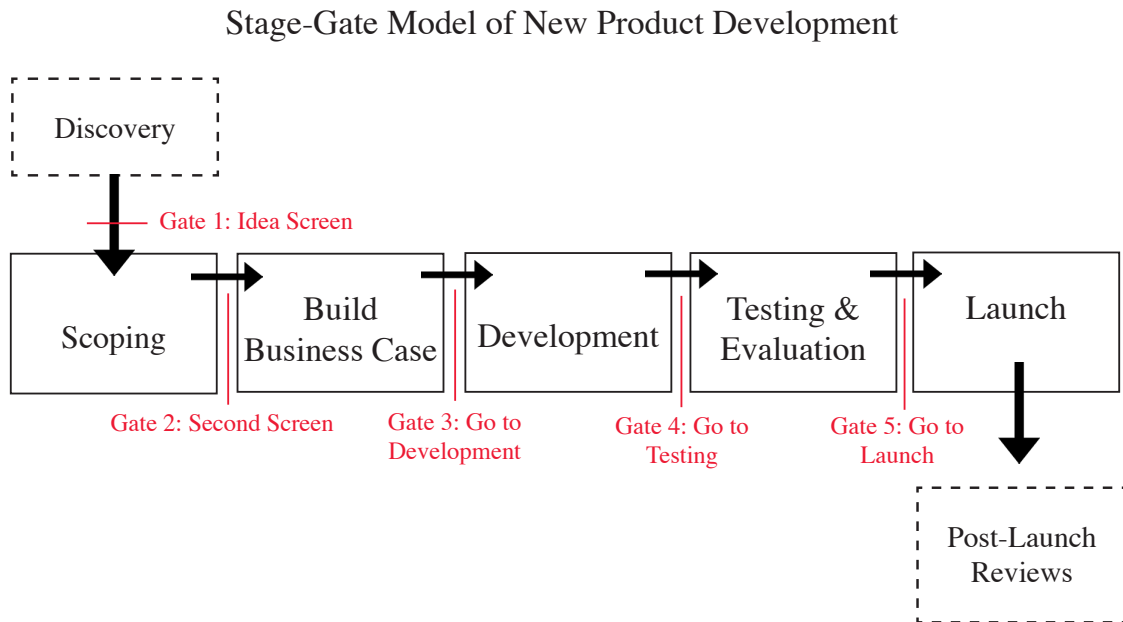 Stage-Gate Model of New Product Development
Discovery
Gate 1: Idea Screen
Scoping
Build
Business Case
Development
Testing &
Evaluation
Launch
Gate 2: Second Screen
Gate 3: Go to
Development
Gate 4: Go to
Testing
Gate 5: Go to
Launch
Post-Launch
Reviews